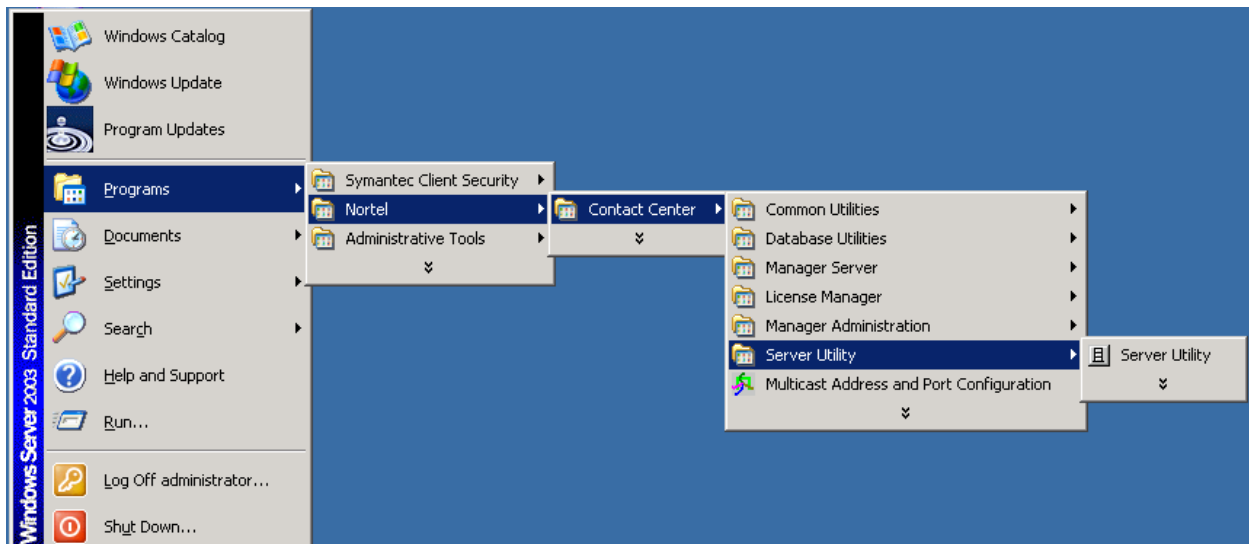 Windows Server 2003 Standard Edition
Windows Catalog
Windows Update
Program Updates
Programs
Documents
Settings
Search
Help and Support
Run...
Log Off administrator...
Shut Down...
Symantec Client Security
Nortel
Administrative Tools
Contact Center
Common Utilities
Database Utilities
Manager Server
License Manager
Manager Administration
Server Utility
Multicast Address and Port Configuration
Server Utility